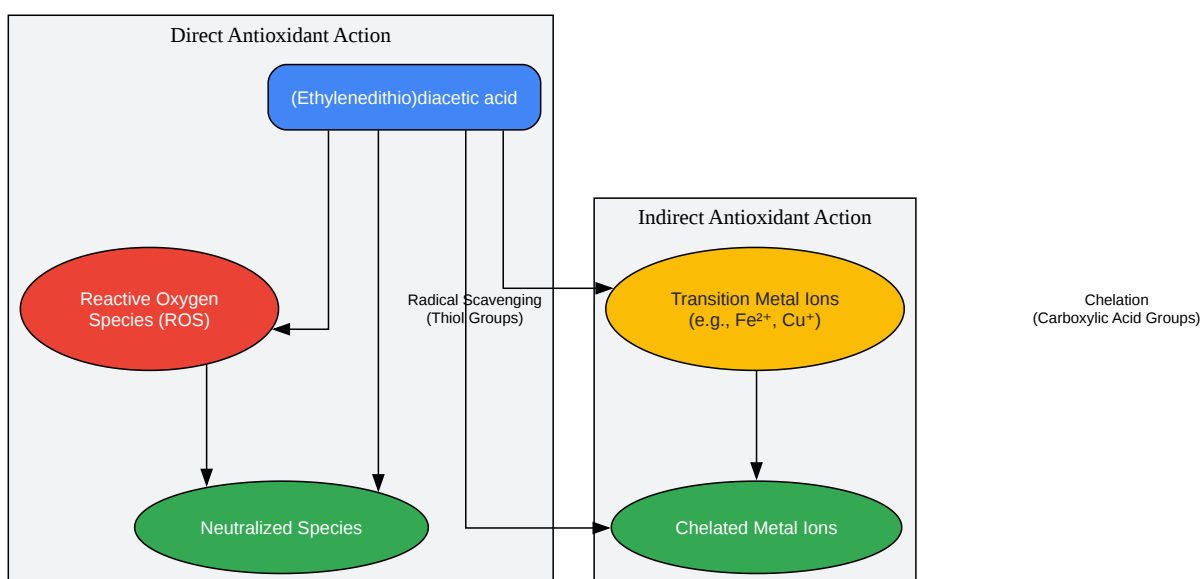 Direct Antioxidant Action
(Ethylenedithio)diacetic acid
Indirect Antioxidant Action
Reactive Oxygen
Species (ROS)
Radical Scavenging
(Thiol Groups)
Transition Metal Ions
(e.g., Fe²⁺, Cu⁺)
Chelation
(Carboxylic Acid Groups)
Neutralized Species
Chelated Metal Ions